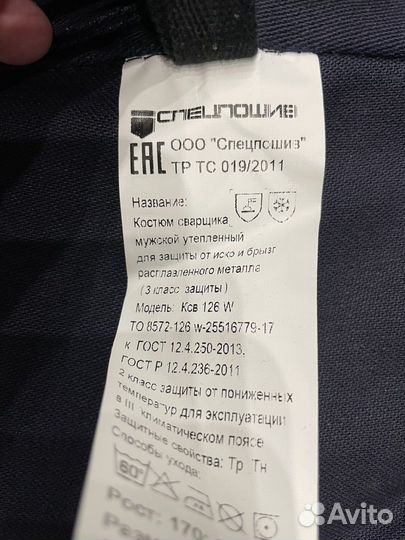 СПЕЦПОШИВ
ООО "Спецпошив"
EAC ТР ТС 019/2011
Название:
Костюм сварщика
мужской утепленный
для защиты от искр и брызг
расплавленного металла
(3 класс защиты)
Модель: Ксв 126 W
ТО 8572-126 w-25516779-17
к ГОСТ 12.4.250-2013.
ГОСТ Р 12.4.236-2011
2 класс защиты от пониженных
температур для эксплуатации
в III климатическом поясе
Защитные свойства: Тр Тн
Способы ухода:
60°
Рост: 170-
Avito